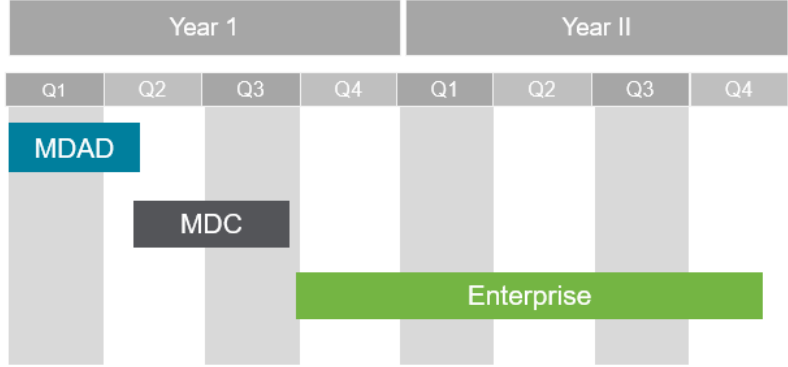 Year 1 Year II
Q1 Q2 Q3 Q4 Q1 Q2 Q3 Q4
MDAD
MDC
Enterprise